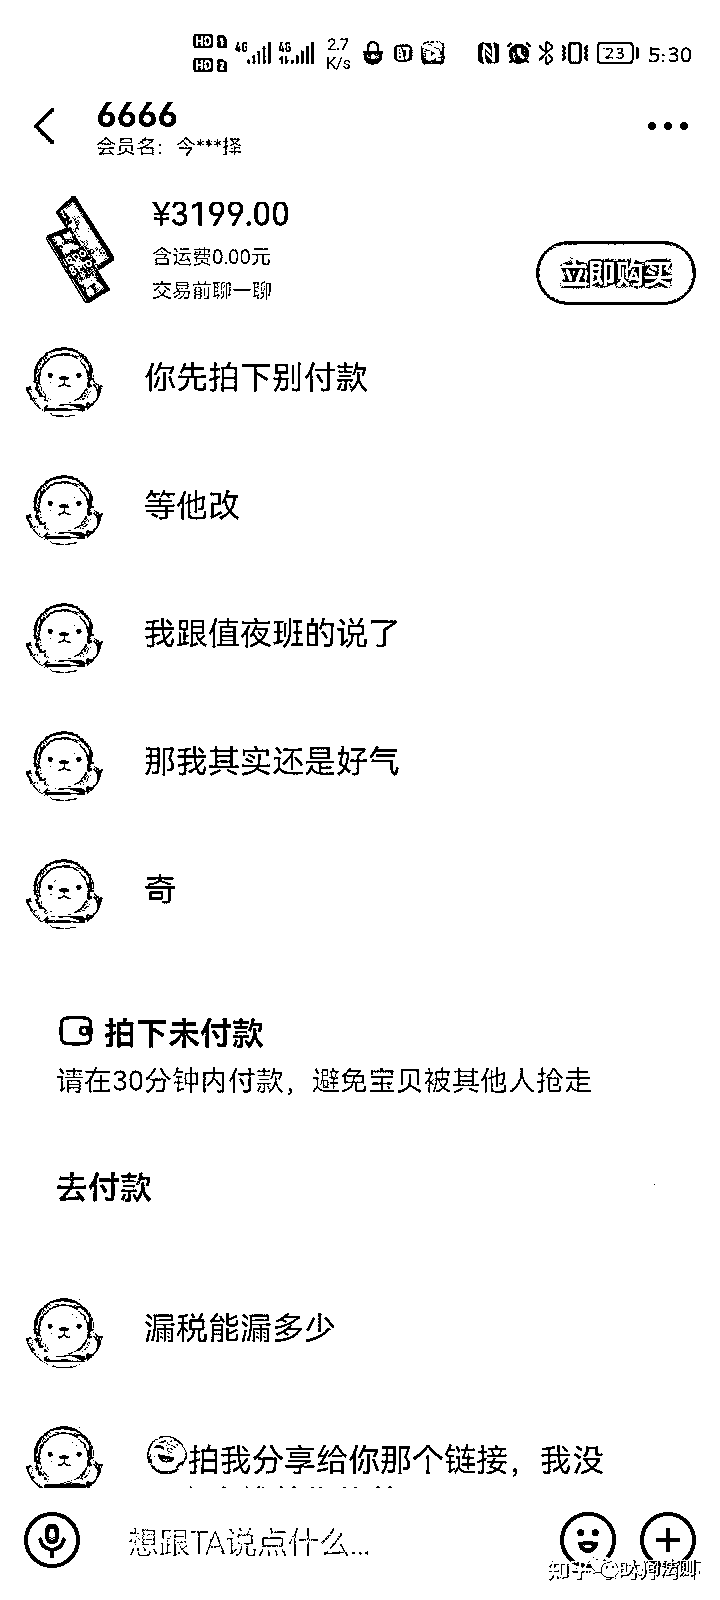 HD 1 4G 4G 2.7 23 5:30
HD 2 K/s
6666
会员名：今***择
¥3199.00
含运费0.00元
交易前聊一聊
立即购买
你先拍下别付款
等他改
我跟值夜班的说了
那我其实还是好气
奇
拍下未付款
请在30分钟内付款，避免宝贝被其他人抢走
去付款
漏税能漏多少
拍我分享给你那个链接，我没
想跟TA说点什么...
知乎